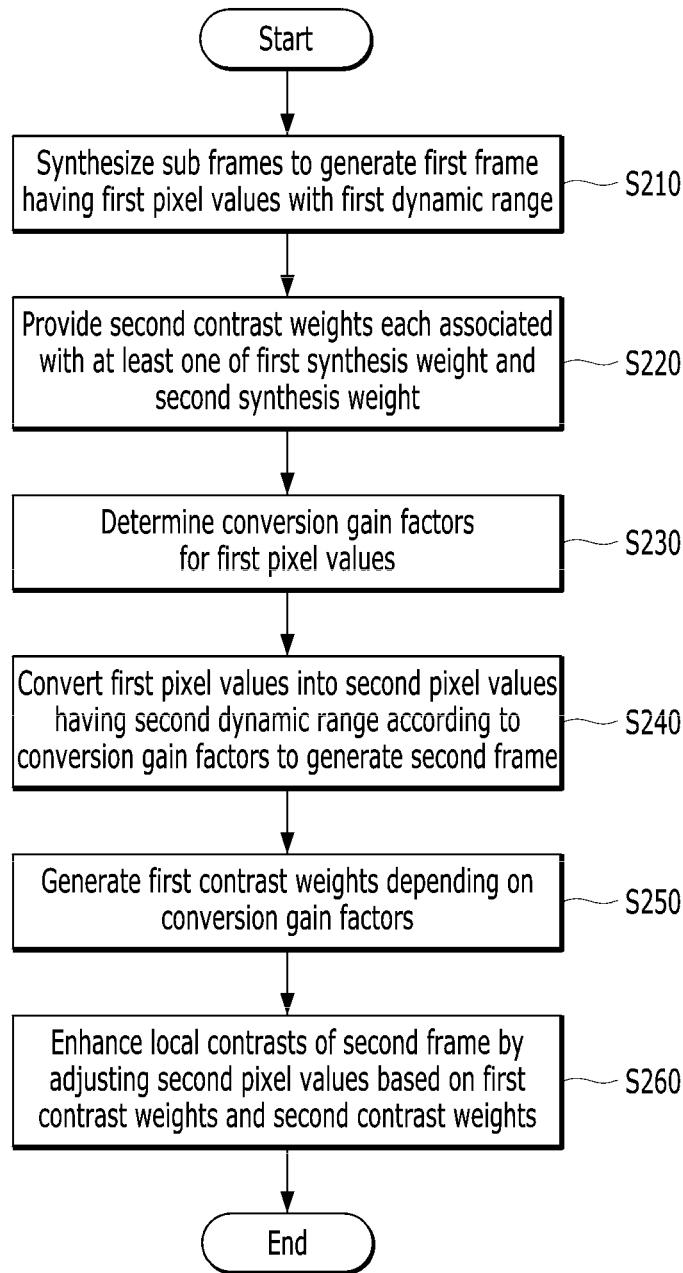 Start
Synthesize sub frames to generate first frame
having first pixel values with first dynamic range
S210
Provide second contrast weights each associated
with at least one of first synthesis weight and
second synthesis weight
S220
Determine conversion gain factors
for first pixel values
S230
Convert first pixel values into second pixel values
having second dynamic range according to
conversion gain factors to generate second frame
S240
Generate first contrast weights depending on
conversion gain factors
S250
Enhance local contrasts of second frame by
adjusting second pixel values based on first
contrast weights and second contrast weights
S260
End